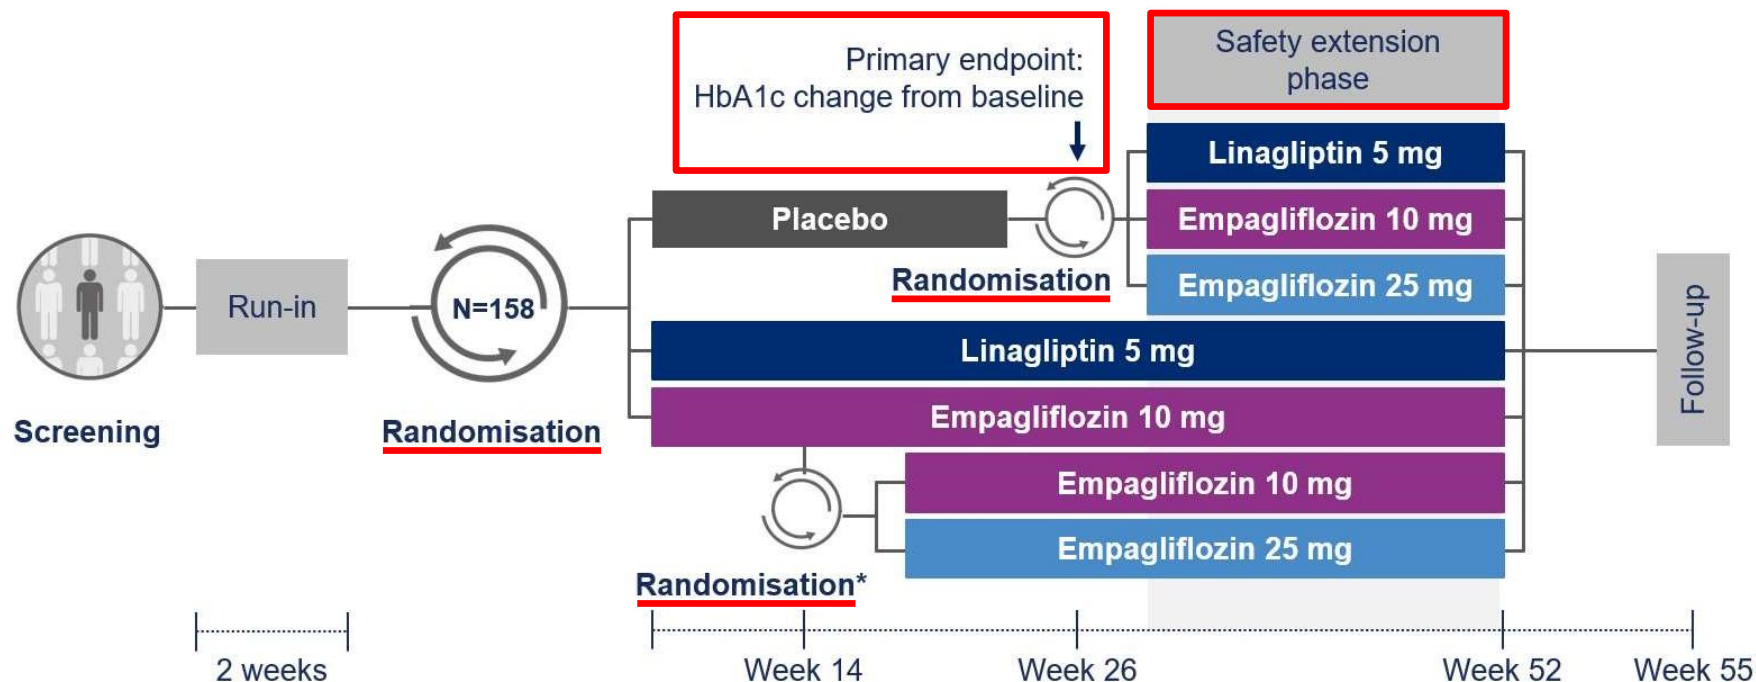 Primary endpoint:
HbA1c change from baseline
Safety extension
phase
Linagliptin 5 mg
Placebo
Empagliflozin 10 mg
Randomisation
Empagliflozin 25 mg
Run-in
N=158
Linagliptin 5 mg
Follow-up
Empagliflozin 10 mg
Screening
Randomisation
Empagliflozin 10 mg
Empagliflozin 25 mg
Randomisation*
2 weeks
Week 14
Week 26
Week 52
Week 55